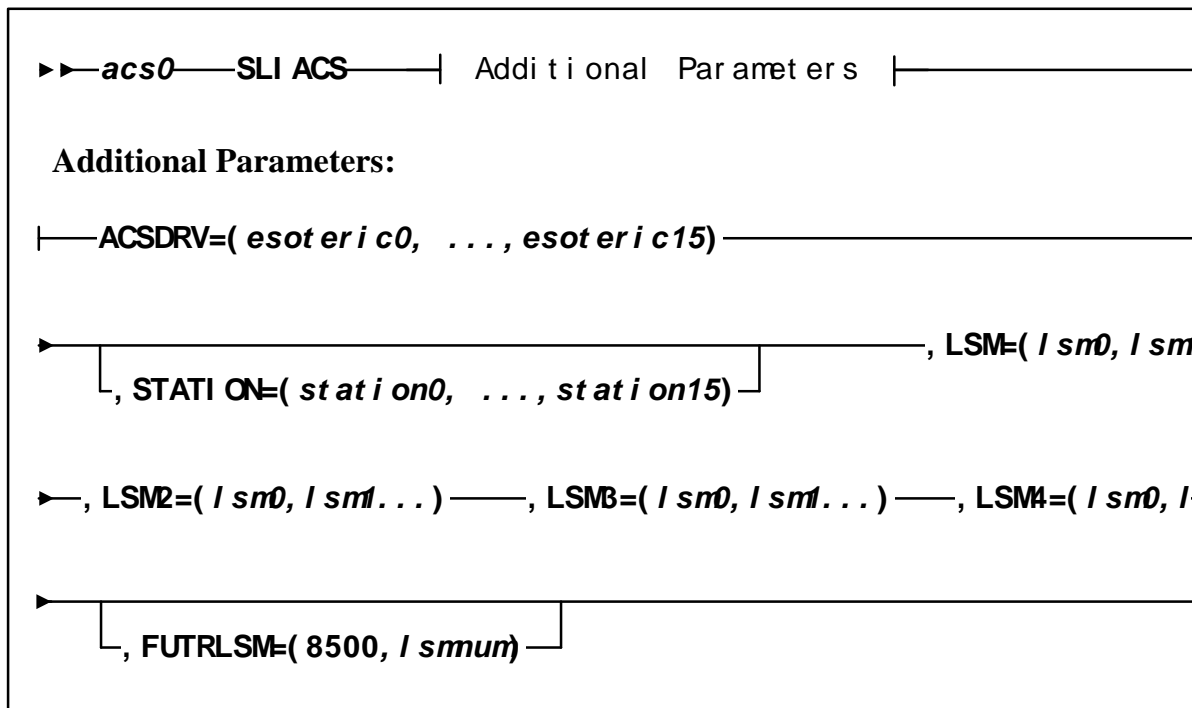 acs0 SLIACS Additional Parameters
Additional Parameters:
ACSDRV=(esoteric0, ...,esoteric15)
,LSM=(lsm0,lsm
,STATION=(station0, ...,station15)
,LSM2=(lsm0,lsm1...) ,LSM3=(lsm0,lsm1...) ,LSM4=(lsm0,l
,FUTRLSM=(8500,lsmnum)